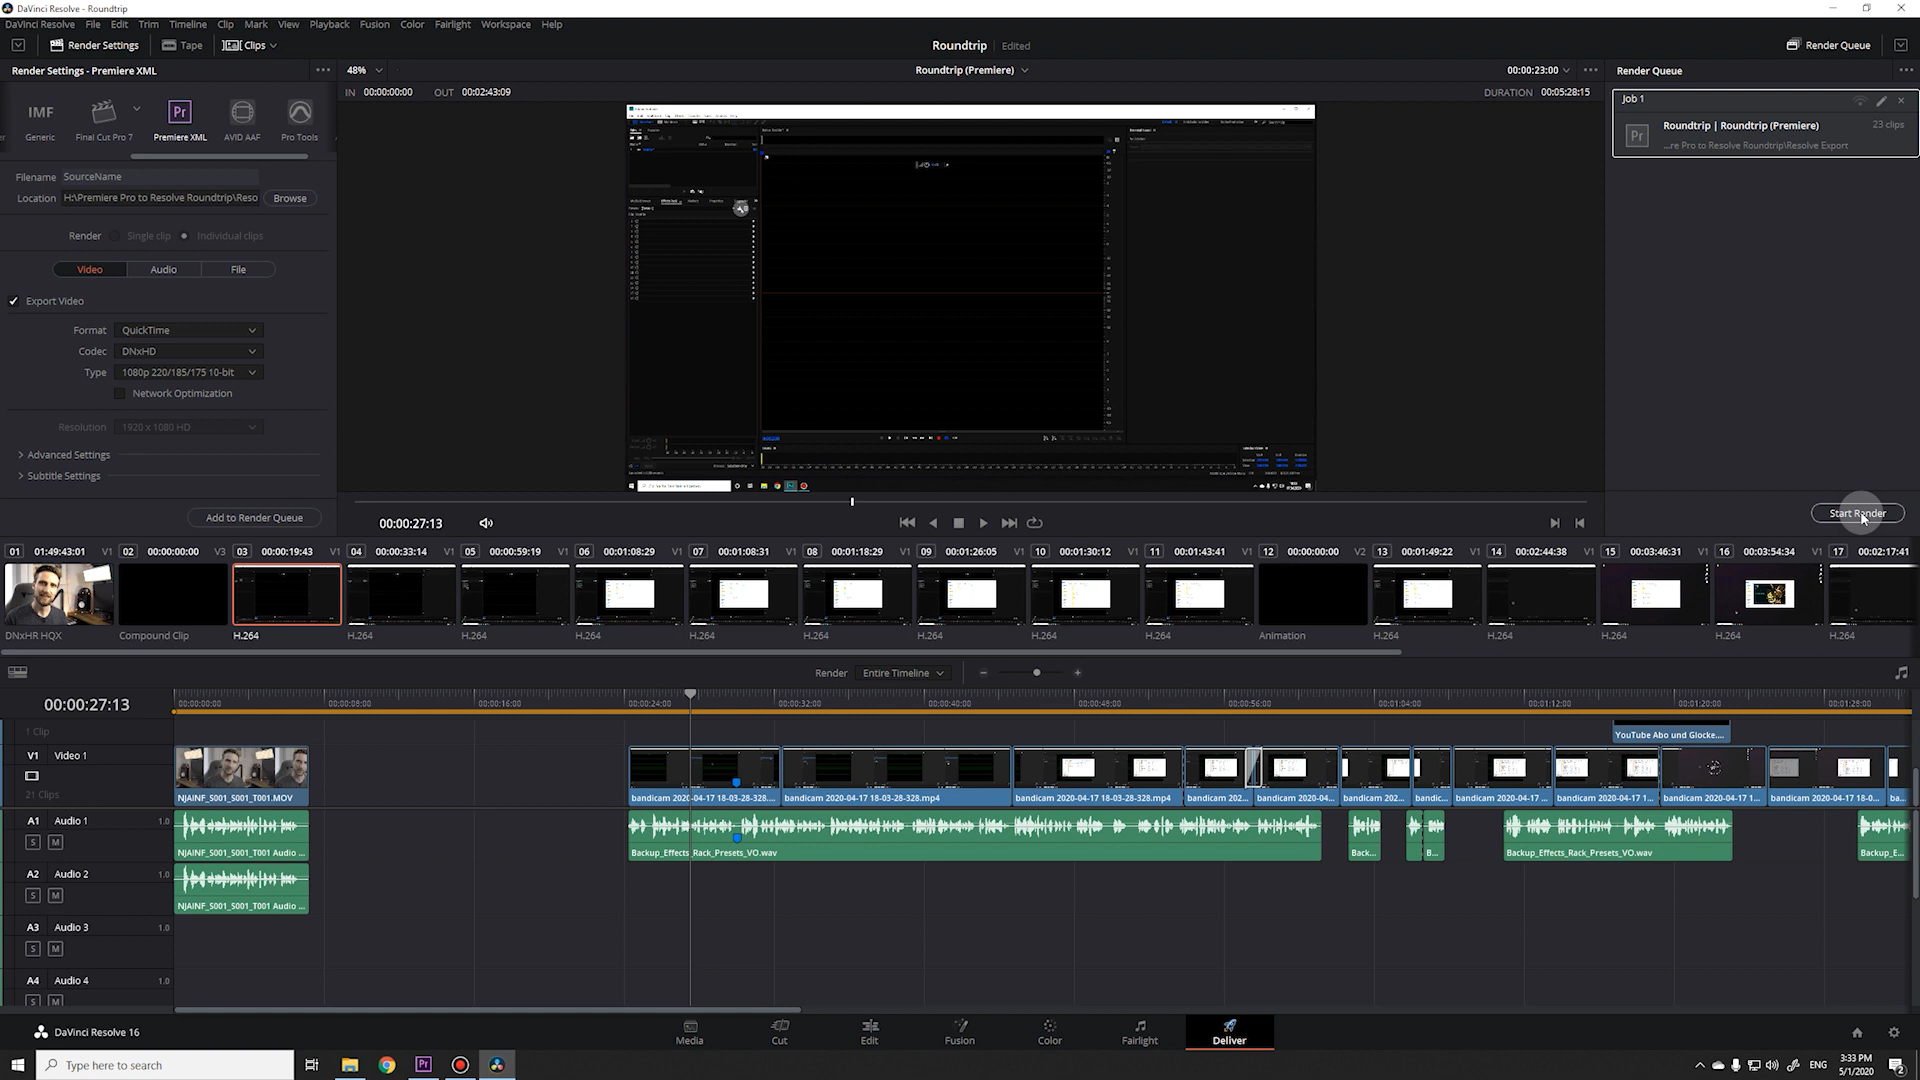 DaVinci Resolve - Roundtrip
DaVinci Resolve File Edit Trim Timeline Clip Mark View Playback Fusion Color Fairlight Workspace Help
Render Settings Tape Clips Roundtrip Edited Render Queue
Render Settings - Premiere XML 48% Roundtrip (Premiere) 00:00:23:00 Render Queue
IN 00:00:00:00 OUT 00:02:43:09 DURATION 00:05:28:15
Job 1
IMF Pr
Generic Final Cut Pro 7 Premiere XML AVID AAF Pro Tools
Pr Roundtrip | Roundtrip (Premiere) 23 clips
...re Pro to Resolve Roundtrip\Resolve Export
Filename SourceName
Location H:\Premiere Pro to Resolve Roundtrip\Reso Browse
Render Single clip Individual clips
Video Audio File
Export Video
Format QuickTime
Codec DNxHD
Type 1080p 220/185/175 10-bit
Network Optimization
Resolution 1920 x 1080 HD
Advanced Settings
Subtitle Settings
Add to Render Queue
00:00:27:13
Start Render
01 01:49:43:01 V1 02 00:00:00:00 V3 03 00:00:19:43 V1 04 00:00:33:14 V1 05 00:00:59:19 V1 06 00:01:08:29 V1 07 00:01:08:31 V1 08 00:01:18:29 V1 09 00:01:26:05 V1 10 00:01:30:12 V1 11 00:01:43:41 V1 12 00:00:00:00 V2 13 00:01:49:22 V1 14 00:02:44:38 V1 15 00:03:46:31 V1 16 00:03:54:34 V1 17 00:02:17:41
DNxHR HQX Compound Clip H.264 H.264 H.264 H.264 H.264 H.264 H.264 H.264 H.264 Animation H.264 H.264 H.264 H.264 H.264
Render Entire Timeline
00:00:27:13 00:00:00:00 00:00:08:00 00:00:16:00 00:00:24:00 00:00:32:00 00:00:40:00 00:00:48:00 00:00:56:00 00:01:04:00 00:01:12:00 00:01:20:00 00:01:28:00
1 Clip
YouTube Abo und Glocke....
V1 Video 1
21 Clips
NJAINF_S001_S001_T001.MOV bandicam 2020-04-17 18-03-28-328.... bandicam 2020-04-17 18-03-28-328.mp4 bandicam 2020-04-17 18-03-28-328.mp4 bandicam 202... bandicam 2020-04... bandicam 202... bandic... bandicam 2020-04-17 ... bandicam 2020-04-17 1... bandicam 2020-04-17 1... bandicam 2020-04-17 18-0... ba...
A1 Audio 1 1.0
S M
NJAINF_S001_S001_T001 Audio ... Backup_Effects_Rack_Presets_VO.wav Back... B... Backup_Effects_Rack_Presets_VO.wav Backup_E...
A2 Audio 2 1.0
S M
NJAINF_S001_S001_T001 Audio ...
A3 Audio 3 1.0
S M
A4 Audio 4 1.0
S M
DaVinci Resolve 16 Media Cut Edit Fusion Color Fairlight Deliver
Type here to search Pr ENG 3:33 PM
5/1/2020
2